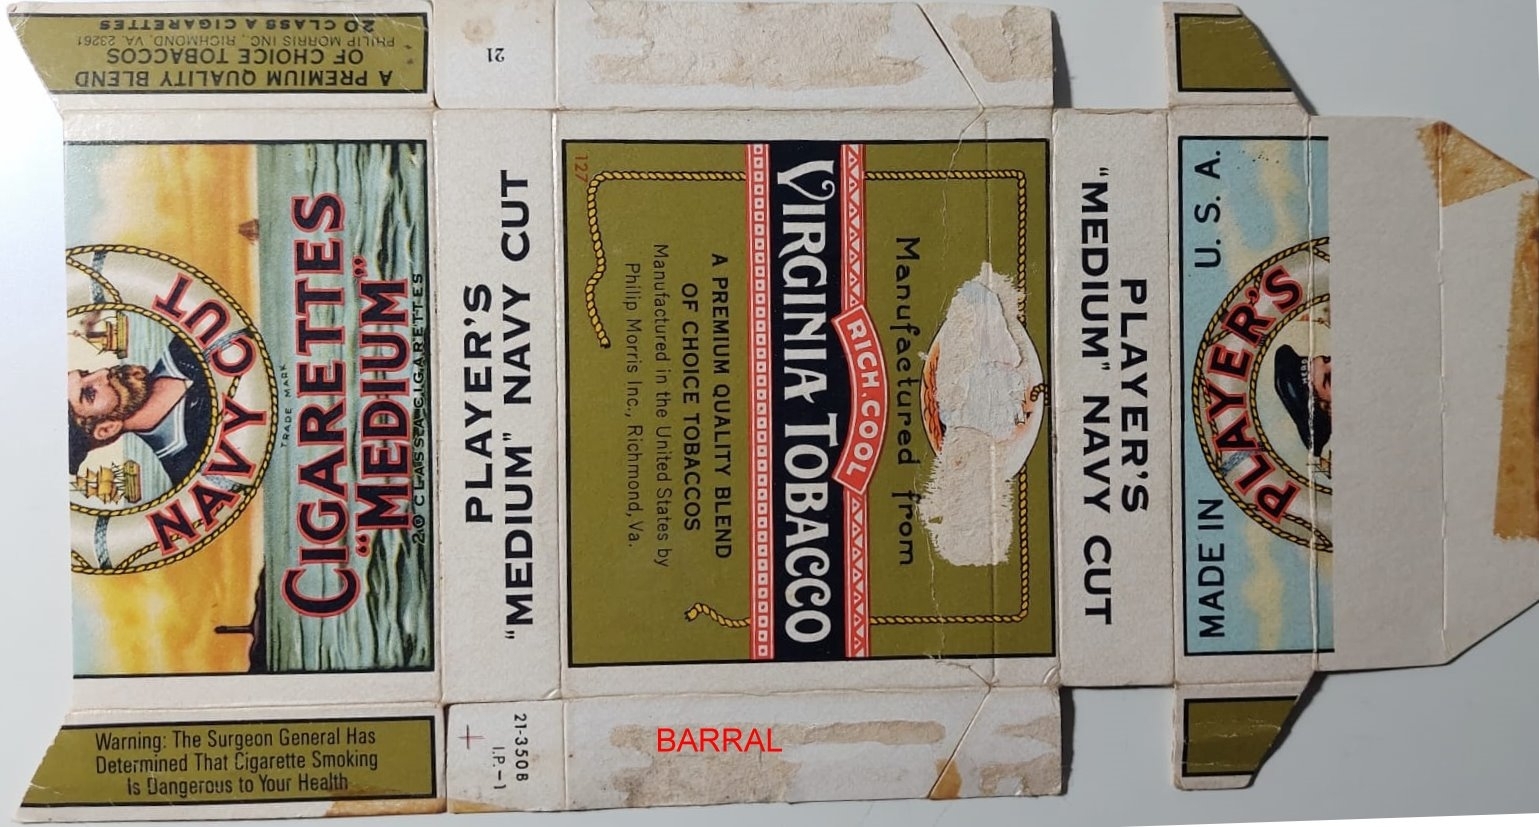 A PREMIUM QUALITY BLEND
OF CHOICE TOBACCOS
PHILIP MORRIS INC., RICHMOND, VA. 23261
20 CLASS A CIGARETTES
NAVY CUT
TRADE MARK
CIGARETTES
“MEDIUM”
20 CLASS A CIGARETTES
Warning: The Surgeon General Has
Determined That Cigarette Smoking
Is Dangerous to Your Health
21
PLAYER'S
"MEDIUM" NAVY CUT
21-350B
I.P.-1
127
Manufactured from
RICH, COOL
VIRGINIA TOBACCO
A PREMIUM QUALITY BLEND
OF CHOICE TOBACCOS
Manufactured in the United States by
Philip Morris Inc., Richmond, Va.
BARRAL
PLAYER'S
"MEDIUM" NAVY CUT
MADE IN U. S. A.
PLAYER'S